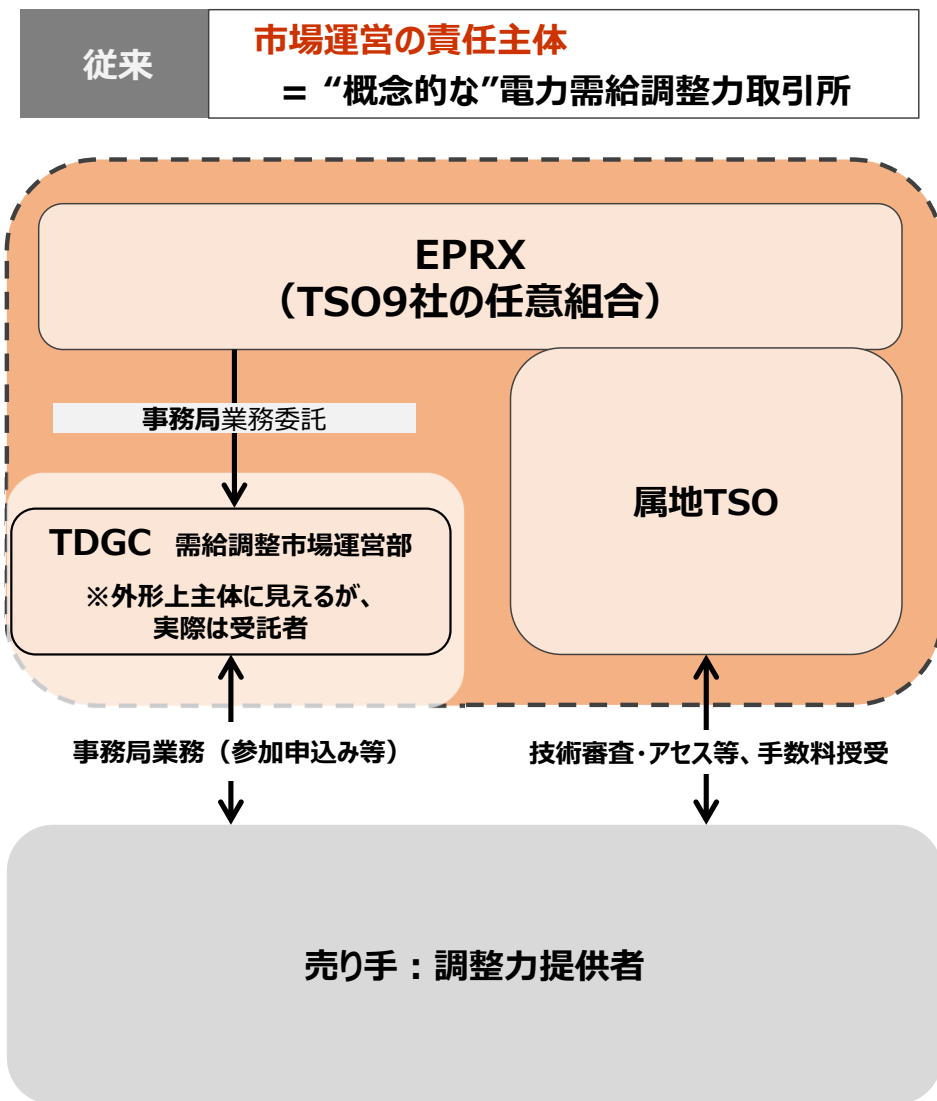 従来
市場運営の責任主体
= “概念的な”電力需給調整力取引所
EPRX
（TSO9社の任意組合）
事務局業務委託
属地TSO
TDGC 需給調整市場運営部
※外形上主体に見えるが、
実際は受託者
事務局業務（参加申込み等）
技術審査・アセス等、手数料授受
売り手：調整力提供者